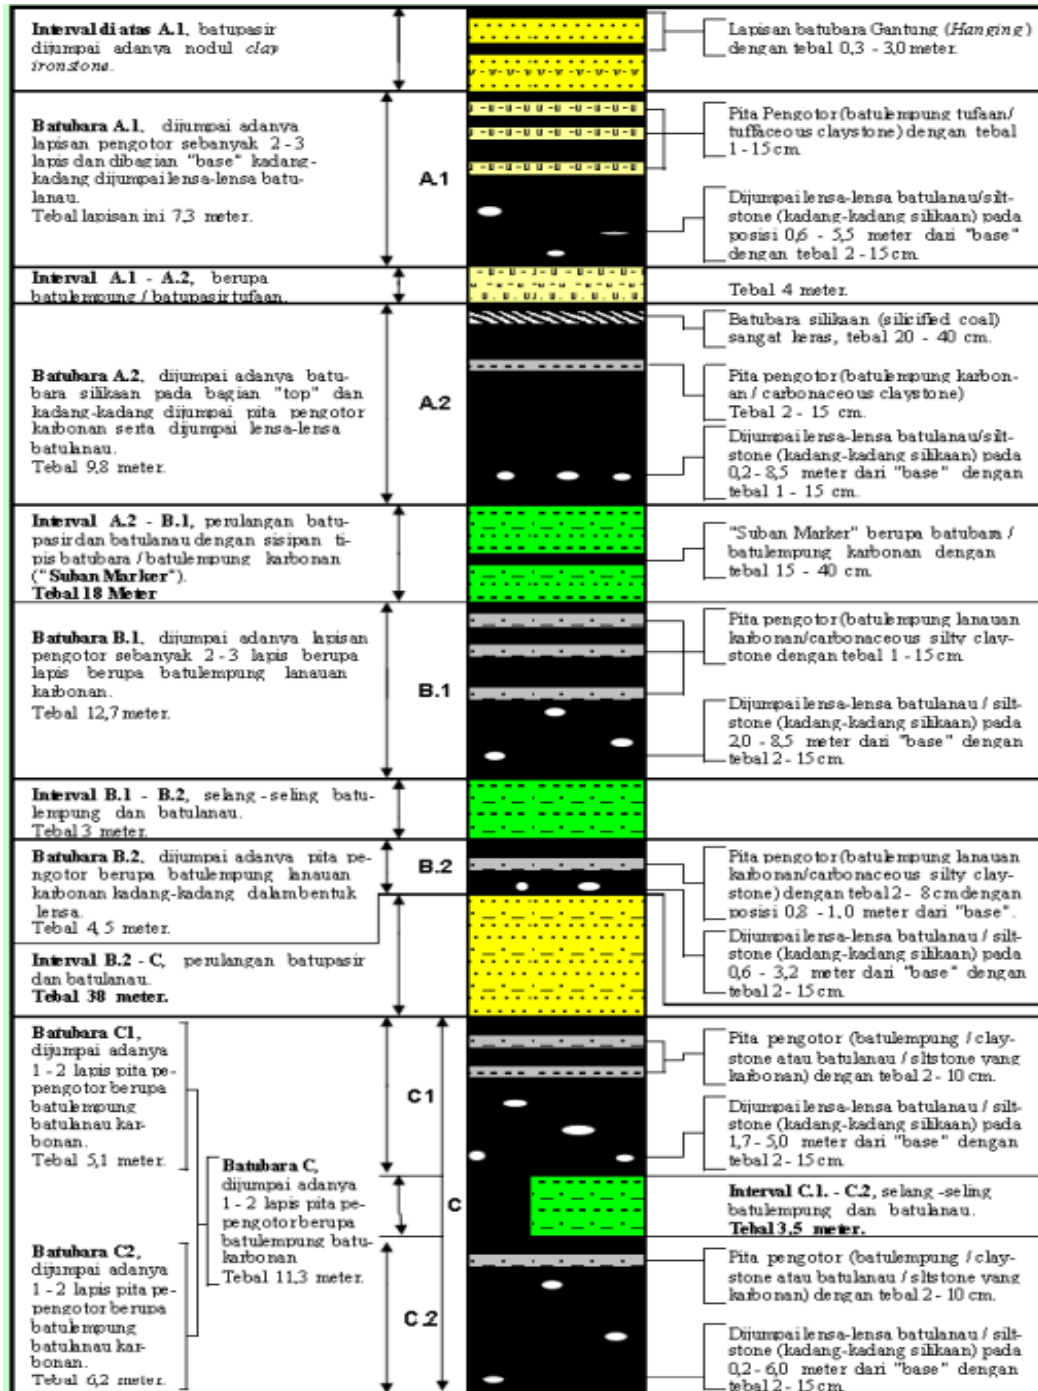 Interval di atas A.1, batupasir
dijumpai adanya nodul clay
ironstone.
Lapisan batubara Gantung (Hanging)
dengan tebal 0,3 - 3,0 meter.
Batubara A.1, dijumpai adanya
lapisan pengotor sebanyak 2 - 3
lapis dan dibagian "base" kadang-
kadang dijumpai lensa-lensa batu-
lanau.
Tebal lapisan ini 7,3 meter.
A.1
Pita Pengotor (batulempung tufaan/
tuffaceous claystone) dengan tebal
1 - 15 cm.
Dijumpai lensa-lensa batulanau/silt-
stone (kadang-kadang silikaan) pada
posisi 0,6 - 5,5 meter dari "base"
dengan tebal 2 - 15 cm.
Interval A.1 - A.2, berupa
batulempung / batupasir tufaan.
Tebal 4 meter.
Batubara A.2, dijumpai adanya batu-
bara silikaan pada bagian "top" dan
kadang-kadang dijumpai pita pengotor
karbonan serta dijumpai lensa-lensa
batulanau.
Tebal 9,8 meter.
A.2
Batubara silikaan (silicified coal)
sangat keras, tebal 20 - 40 cm.
Pita pengotor (batulempung karbon-
an / carbonaceous claystone)
Tebal 2 - 15 cm.
Dijumpai lensa-lensa batulanau/silt-
stone (kadang-kadang silikaan) pada
0,2 - 8,5 meter dari "base" dengan
tebal 1 - 15 cm.
Interval A.2 - B.1, perulangan batu-
pasir dan batulanau dengan sisipan ti-
pis batubara / batulempung karbonan
("Suban Marker").
Tebal 18 Meter
"Suban Marker" berupa batubara /
batulempung karbonan dengan
tebal 15 - 40 cm.
Batubara B.1, dijumpai adanya lapisan
pengotor sebanyak 2 - 3 lapis berupa
lapis berupa batulempung lanauan
karbonan.
Tebal 12,7 meter.
B.1
Pita pengotor (batulempung lanauan
karbonan/carbonaceous silty clay-
stone dengan tebal 1 - 15 cm.
Dijumpai lensa-lensa batulanau / silt-
stone (kadang-kadang silikaan) pada
2,0 - 8,5 meter dari "base" dengan
tebal 2 - 15 cm.
Interval B.1 - B.2, selang - seling batu-
lempung dan batulanau.
Tebal 3 meter.
Batubara B.2, dijumpai adanya pita pe-
ngotor berupa batulempung lanauan
karbonan kadang-kadang dalam bentuk
lensa.
Tebal 4, 5 meter.
B.2
Pita pengotor (batulempung lanauan
karbonan/carbonaceous silty clay-
stone) dengan tebal 2 - 8 cm dengan
posisi 0,8 - 1,0 meter dari "base".
Dijumpai lensa-lensa batulanau / silt-
stone (kadang-kadang silikaan) pada
0,6 - 3,2 meter dari "base" dengan
tebal 2 - 15 cm.
Interval B.2 - C, perulangan batupasir
dan batulanau.
Tebal 38 meter.
Batubara C1,
dijumpai adanya
1 - 2 lapis pita pe-
pengotor berupa
batulempung
batulanau kar-
bonan.
Tebal 5,1 meter.
Batubara C,
dijumpai adanya
1 - 2 lapis pita pe-
pengotor berupa
batulempung batu-
karbonan
Tebal 11,3 meter.
Batubara C2,
dijumpai adanya
1 - 2 lapis pita pe-
pengotor berupa
batulempung
batulanau kar-
bonan.
Tebal 6,2 meter.
C1
C
C.2
Pita pengotor (batulempung / clay-
stone atau batulanau / sltstone yang
karbonan) dengan tebal 2 - 10 cm.
Dijumpai lensa-lensa batulanau / silt-
stone (kadang-kadang silikaan) pada
1,7 - 5,0 meter dari "base" dengan
tebal 2 - 15 cm.
Interval C.1. - C.2, selang - seling
batulempung dan batulanau.
Tebal 3,5 meter.
Pita pengotor (batulempung / clay-
stone atau batulanau / sltstone yang
karbonan) dengan tebal 2 - 10 cm.
Dijumpai lensa-lensa batulanau / silt-
stone (kadang-kadang silikaan) pada
0,2 - 6,0 meter dari "base" dengan
tebal 2 - 15 cm.